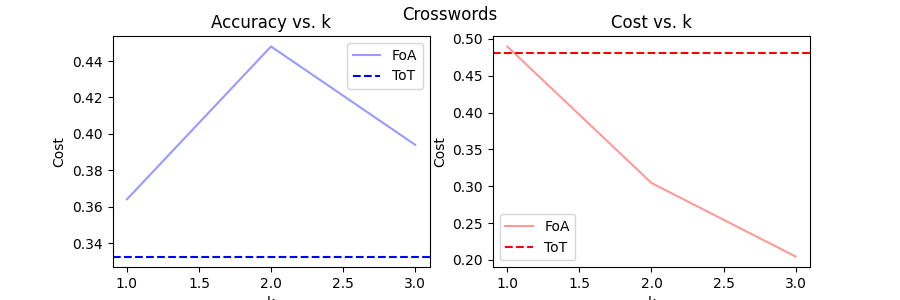 Crosswords
Accuracy vs. k
Cost
0.44
0.42
0.40
0.38
0.36
0.34
1.0 1.5 2.0 2.5 3.0
k
FoA
ToT
Cost vs. k
Cost
0.50
0.45
0.40
0.35
0.30
0.25
0.20
1.0 1.5 2.0 2.5 3.0
k
FoA
ToT